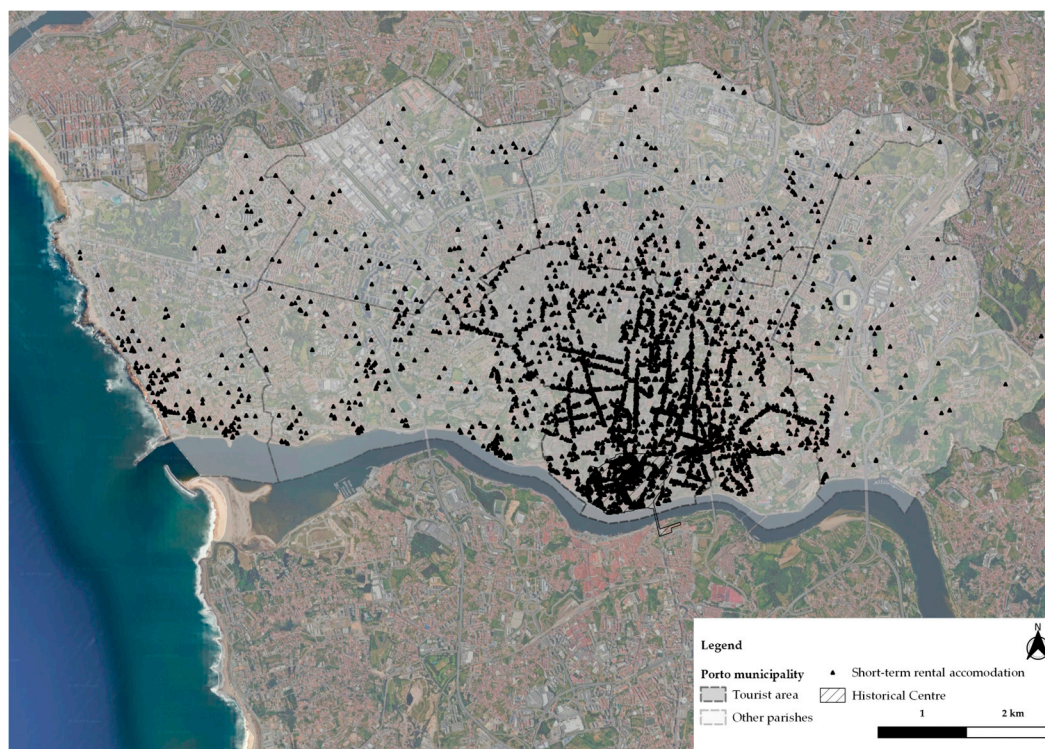 N
Legend
Porto municipality
Short-term rental accomodation
Tourist area
Historical Centre
Other parishes
1 2 km